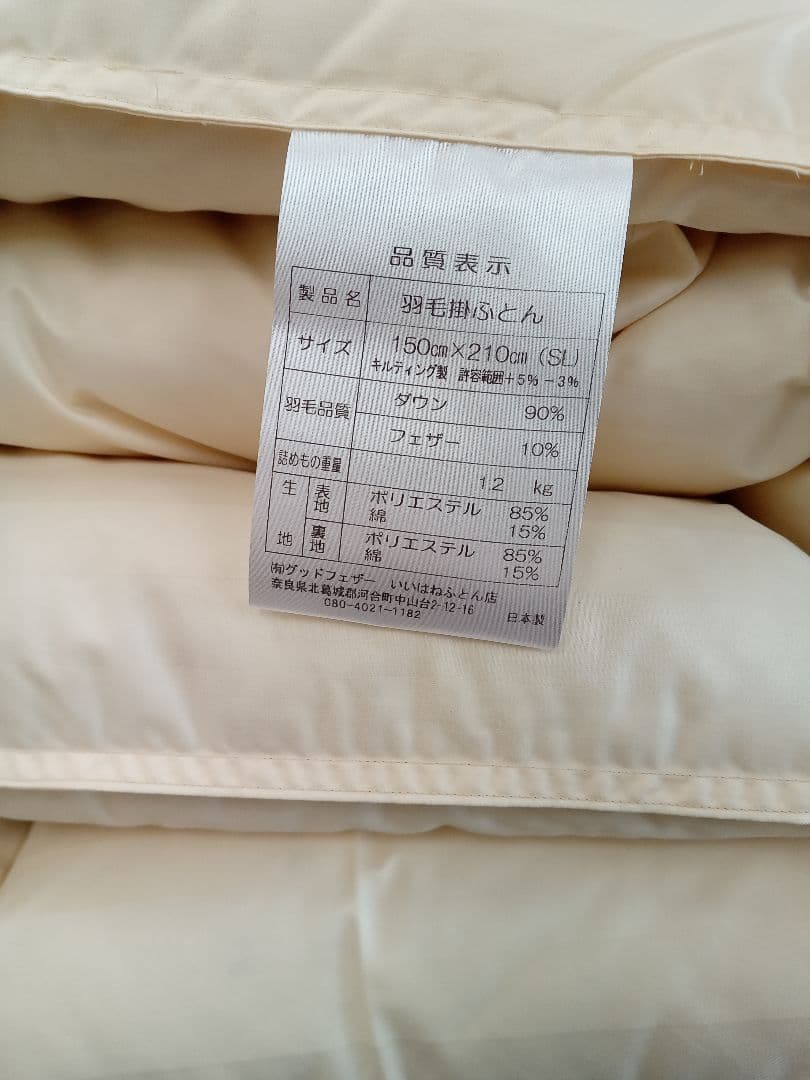 品質表示
製品名 羽毛掛ふとん
サイズ 150cm×210cm (SL)
キルティング製 許容範囲+5% -3%
羽毛品質 ダウン 90%
フェザー 10%
詰めもの重量 1.2 kg
生地 表地 ポリエステル 85%
綿 15%
裏地 ポリエステル 85%
綿 15%
㈲グッドフェザー いいはねふとん店
奈良県北葛城郡河合町中山台2-12-16
080-4021-1182 日本製